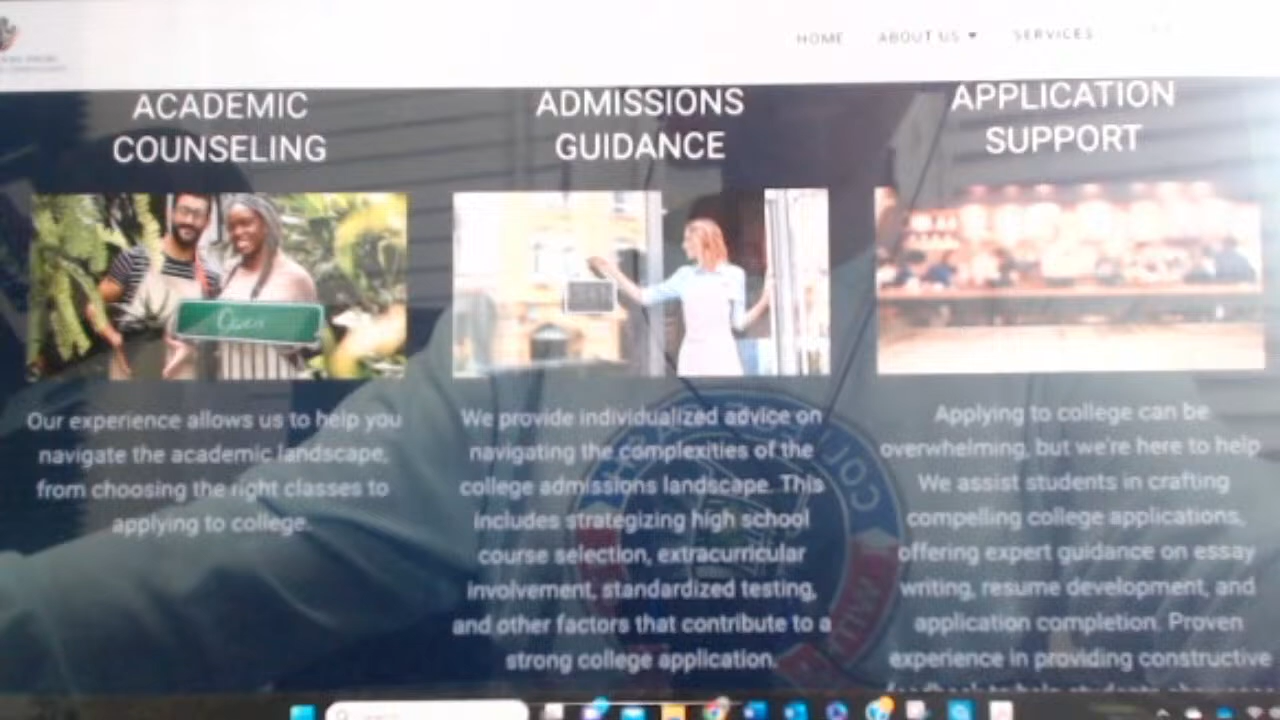 HOME ABOUT US SERVICES
ACADEMIC
COUNSELING
Open
Our experience allows us to help you
navigate the academic landscape,
from choosing the right classes to
applying to college.
ADMISSIONS
GUIDANCE
We provide individualized advice on
navigating the complexities of the
college admissions landscape. This
includes strategizing high school
course selection, extracurricular
involvement, standardized testing,
and other factors that contribute to a
strong college application.
APPLICATION
SUPPORT
Applying to college can be
overwhelming, but we're here to help
We assist students in crafting
compelling college applications,
offering expert guidance on essay
writing, resume development, and
application completion. Proven
experience in providing constructive